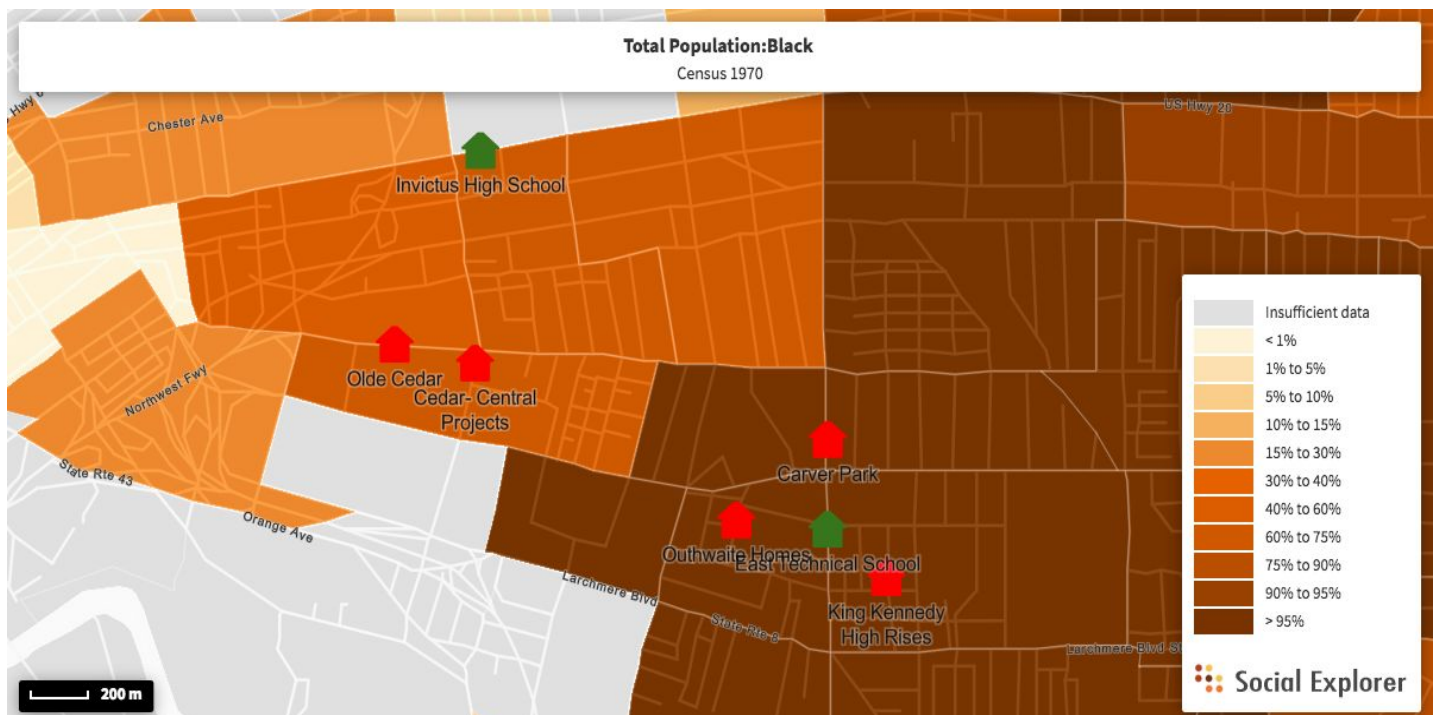 Total Population:Black
Census 1970
US Hwy 20
Chester Ave
Invictus High School
Olde Cedar
Cedar- Central
Projects
Northwest Fwy
Carver Park
State Rte 43
Orange Ave
Outhwaite Homes
East Technical School
Larchmere Blvd
King Kennedy
High Rises
State Rte 8
Larchmere Blvd
Insufficient data
< 1%
1% to 5%
5% to 10%
10% to 15%
15% to 30%
30% to 40%
40% to 60%
60% to 75%
75% to 90%
90% to 95%
> 95%
Social Explorer
200 m